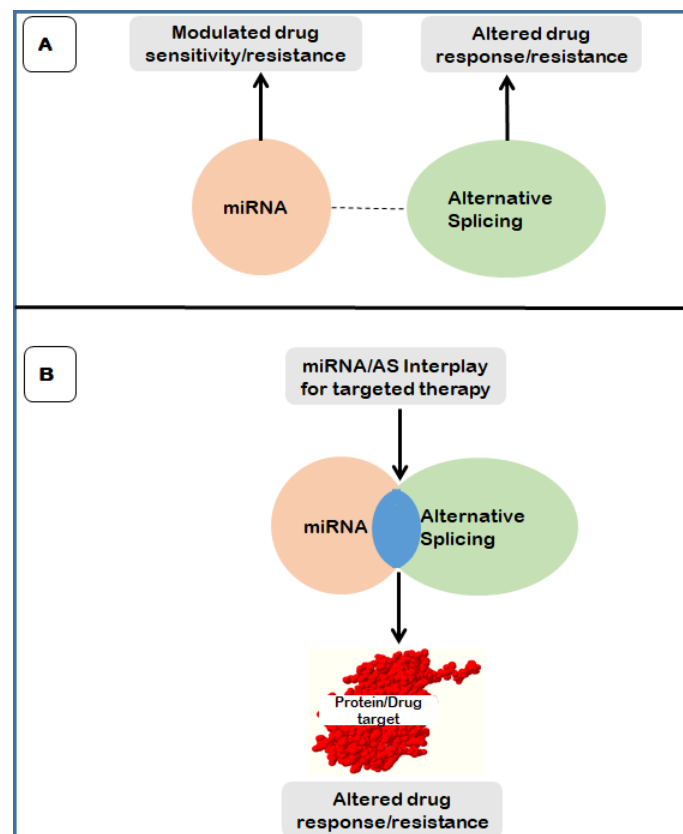 A
Modulated drug
sensitivity/resistance
Altered drug
response/resistance
miRNA
Alternative
Splicing
B
miRNA/AS Interplay
for targeted therapy
miRNA
Alternative
Splicing
Protein/Drug
target
Altered drug
response/resistance